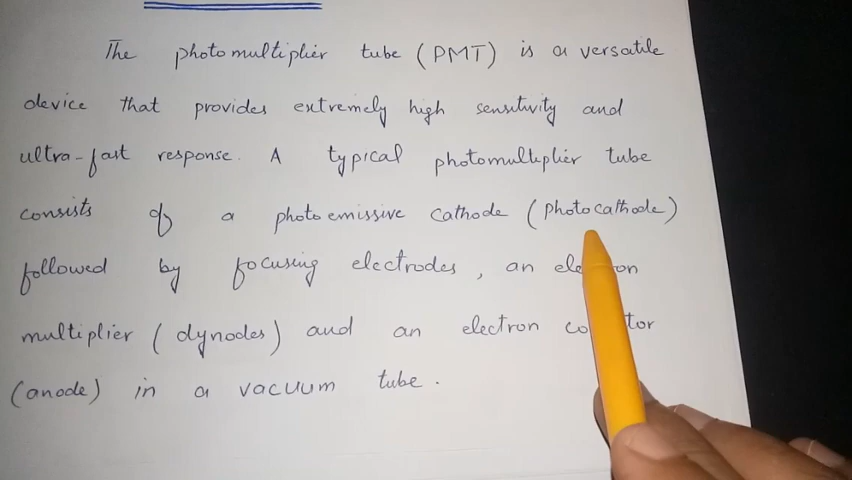 The photomultiplier tube (PMT) is a versatile
device that provides extremely high sensitivity and
ultra-fast response. A typical photomultiplier tube
consists of a photoemissive cathode (photocathode)
followed by focusing electrodes, an
multiplier (dynodes) and an electron
(anode) in a vacuum tube.